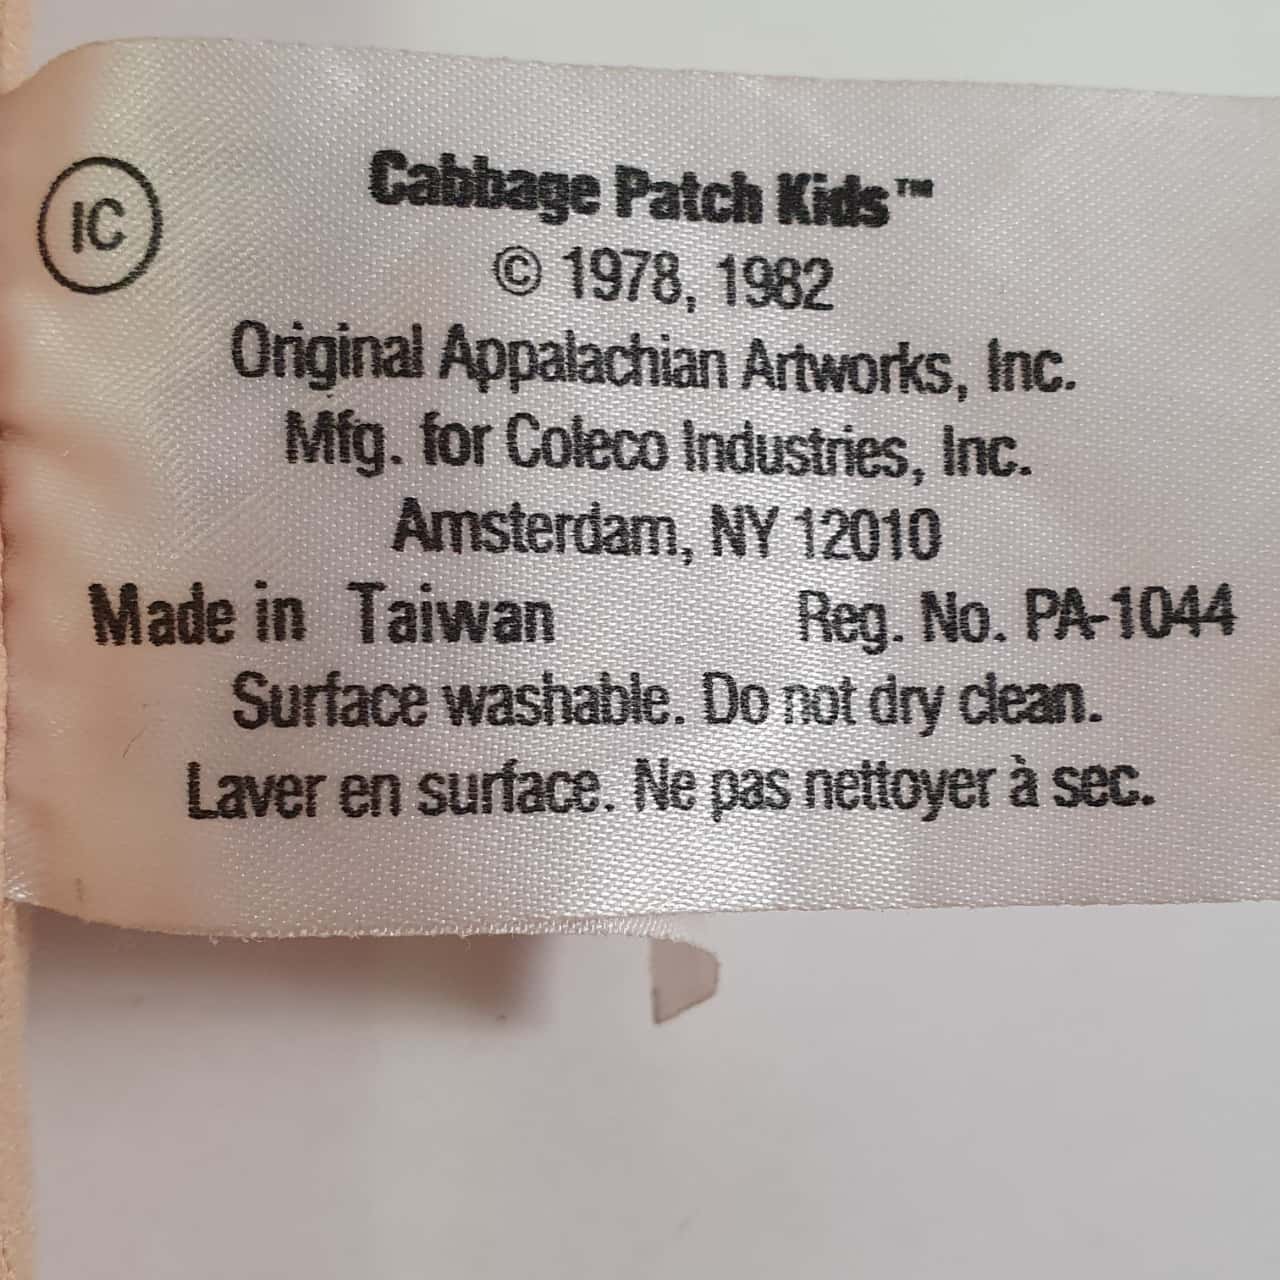 IC
Cabbage Patch Kids™
© 1978, 1982
Original Appalachian Artworks, Inc.
Mfg. for Coleco Industries, Inc.
Amsterdam, NY 12010
Made in Taiwan Reg. No. PA-1044
Surface washable. Do not dry clean.
Laver en surface. Ne pas nettoyer à sec.